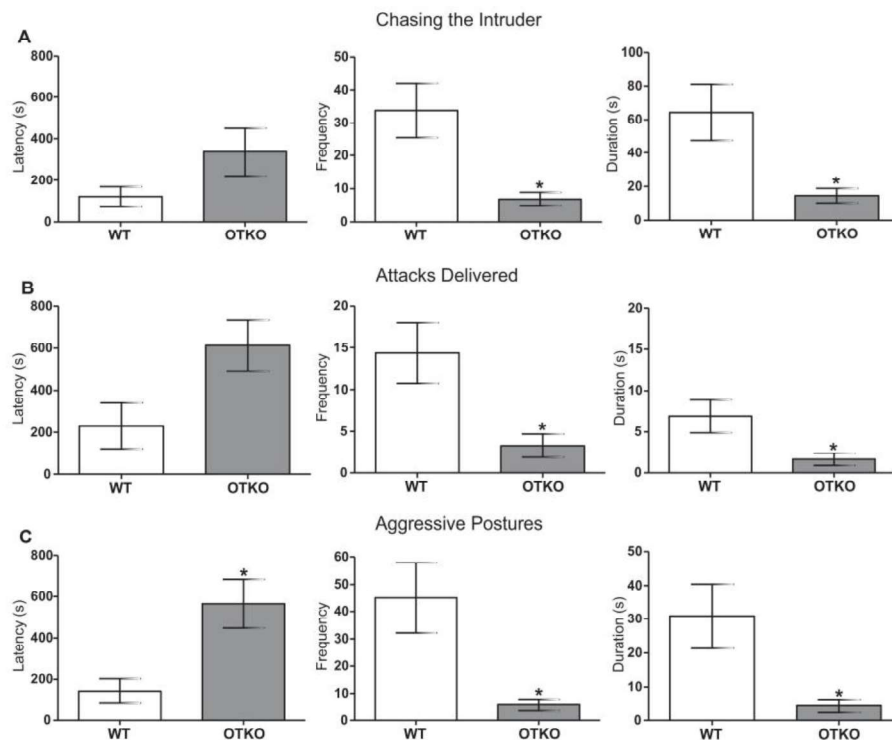 Chasing the Intruder
A
Latency (s)
800
600
400
200
0
WT
OTKO
Frequency
50
40
30
20
10
0
*
WT
OTKO
Duration (s)
100
80
60
40
20
0
*
WT
OTKO
Attacks Delivered
B
Latency (s)
800
600
400
200
0
WT
OTKO
Frequency
20
15
10
5
0
*
WT
OTKO
Duration (s)
20
15
10
5
0
*
WT
OTKO
Aggressive Postures
C
Latency (s)
800
600
400
200
0
*
WT
OTKO
Frequency
60
50
40
30
20
10
0
*
WT
OTKO
Duration (s)
50
40
30
20
10
0
*
WT
OTKO